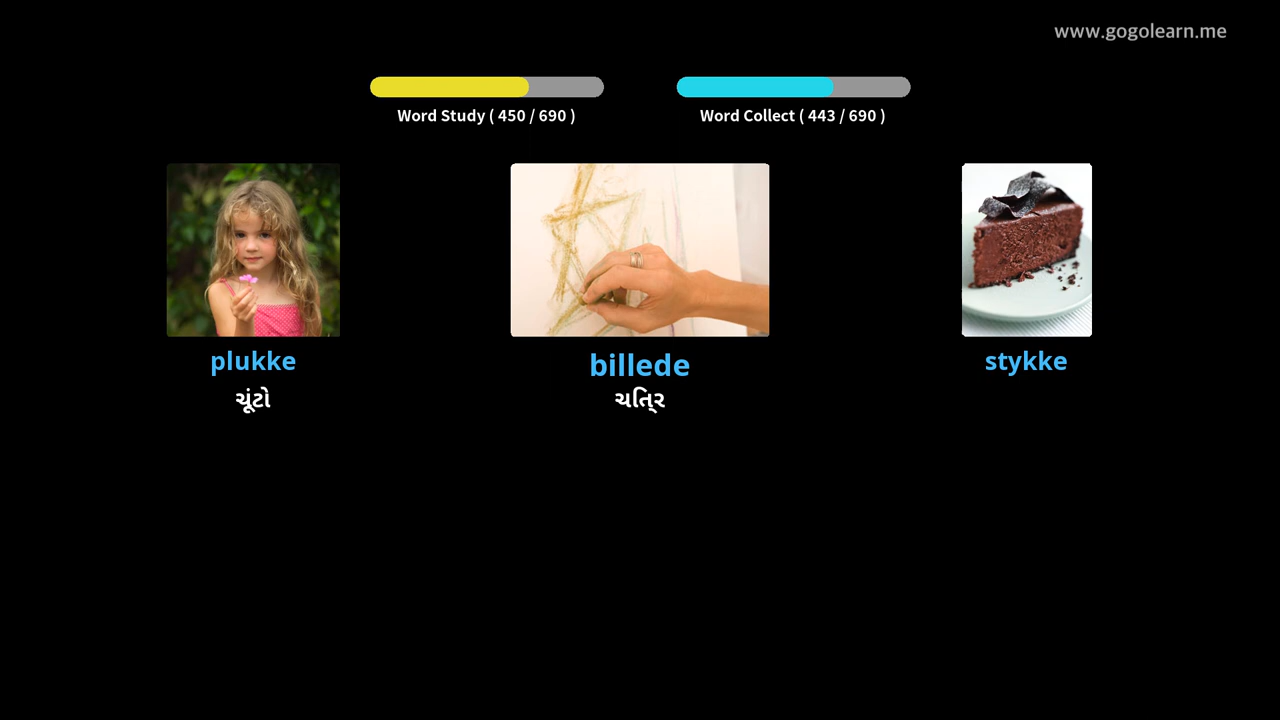 www.gogolearn.me
Word Study ( 450 / 690 )
Word Collect ( 443 / 690 )
plukke
billede
stykke
ચૂંટો
ચિત્ર